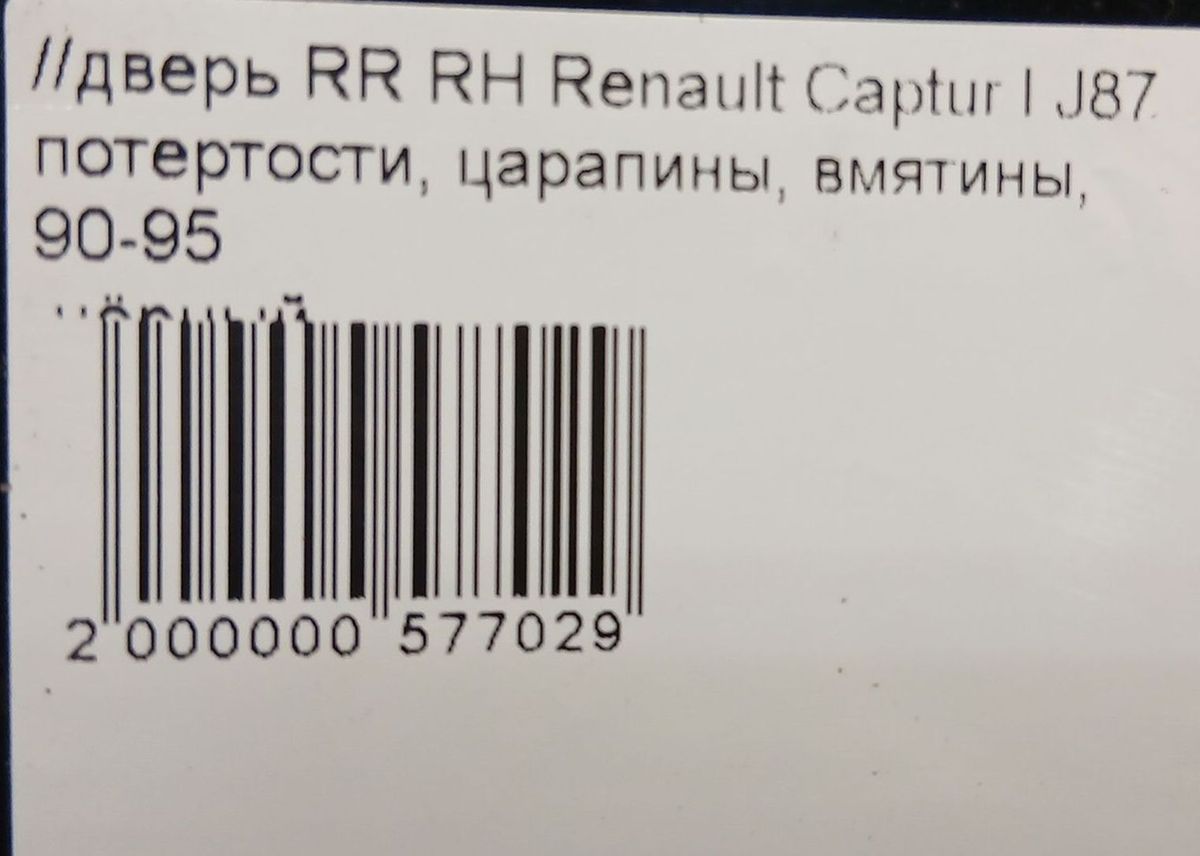 //дверь RR RH Renault Captur I J87
потертости, царапины, вмятины,
90-95
2 000000 577029